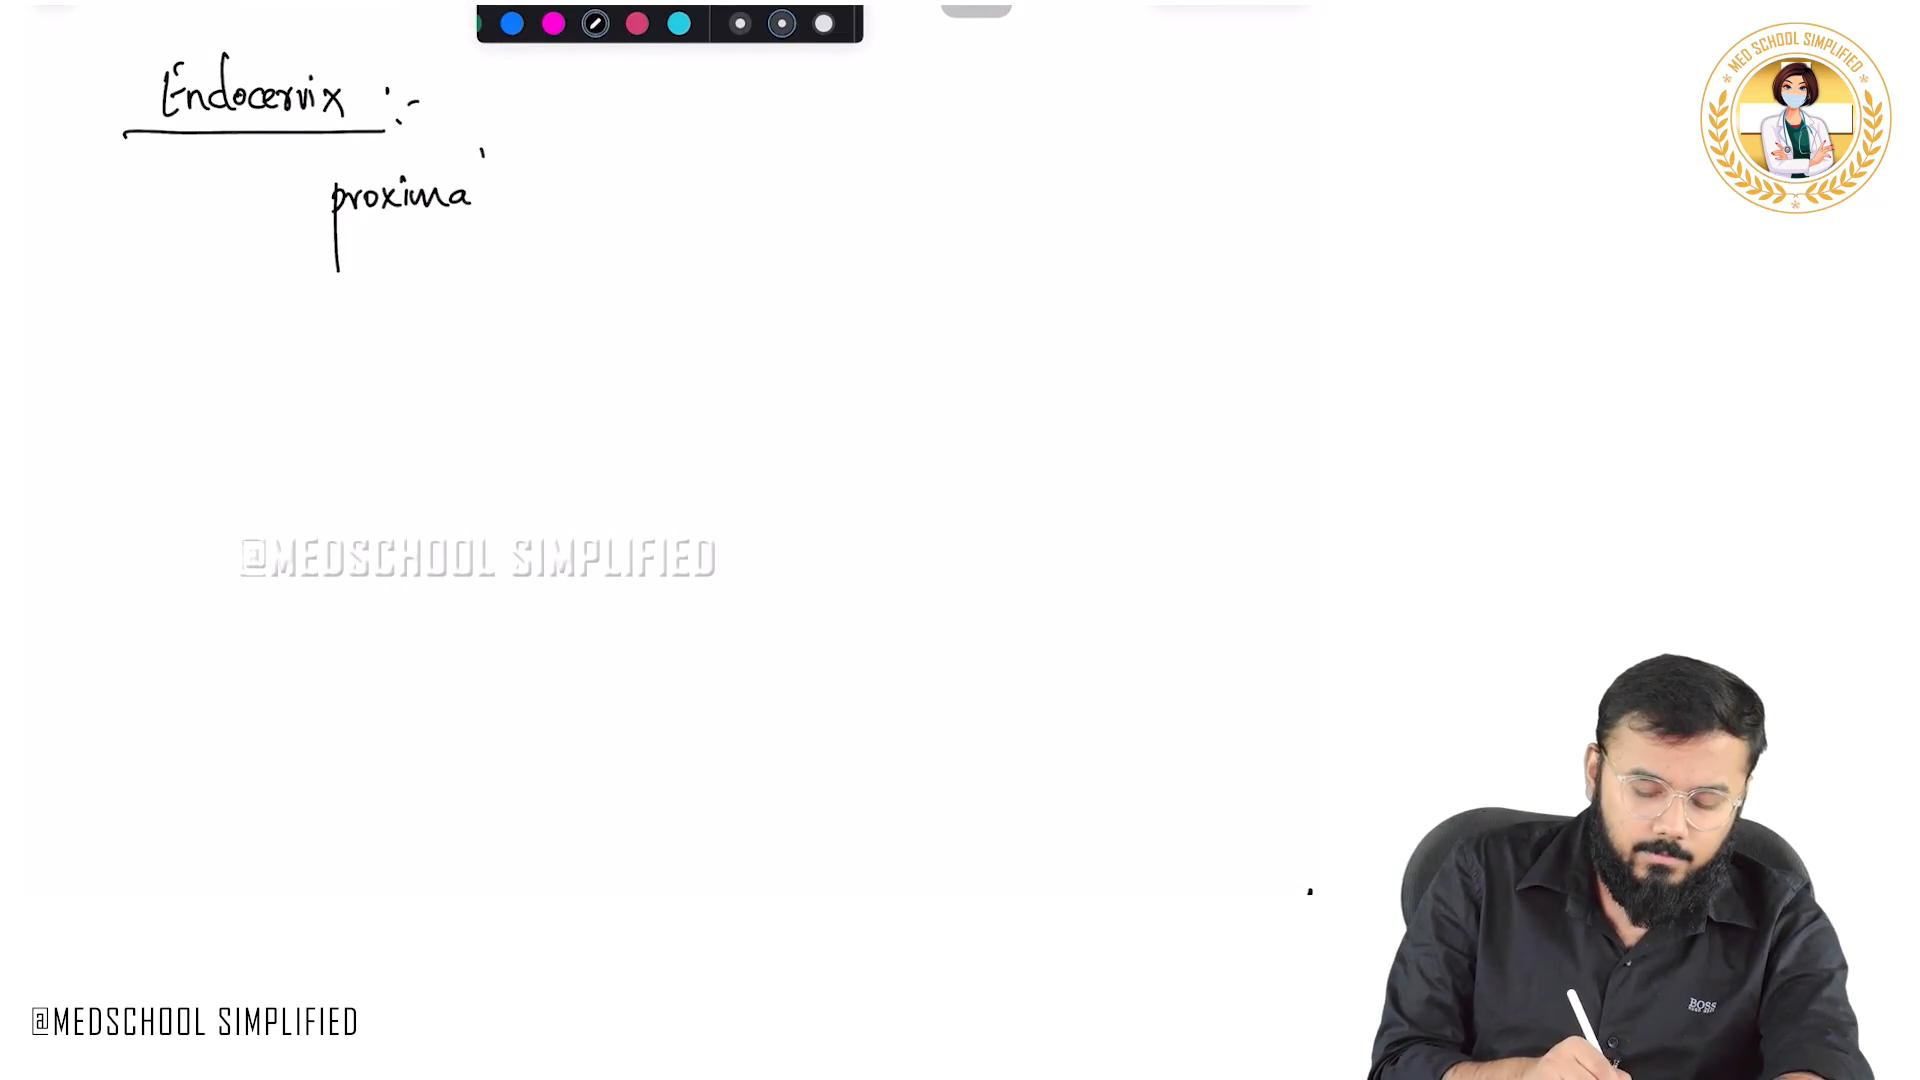 Endocervix :-
proxima
MED SCHOOL SIMPLIFIED
@MEDSCHOOL SIMPLIFIED
BOSS
@MEDSCHOOL SIMPLIFIED